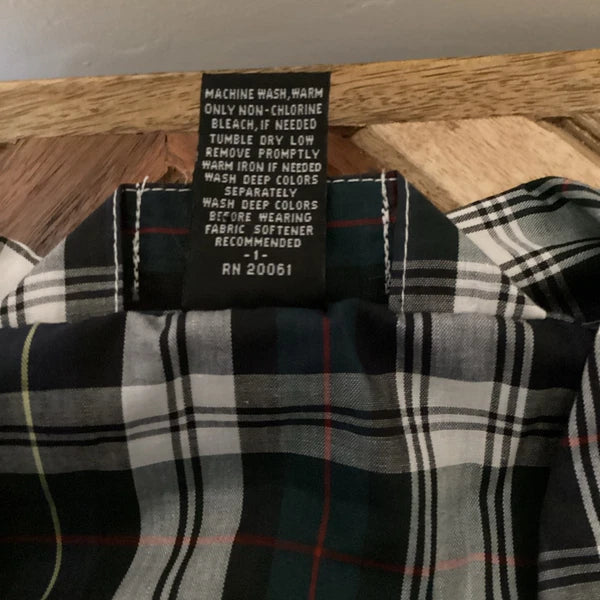 MACHINE WASH, WARM
ONLY NON-CHLORINE
BLEACH, IF NEEDED
TUMBLE DRY LOW
REMOVE PROMPTLY
WARM IRON IF NEEDED
WASH DEEP COLORS
SEPARATELY
WASH DEEP COLORS
BEFORE WEARING
FABRIC SOFTENER
RECOMMENDED
-1-
RN 20061